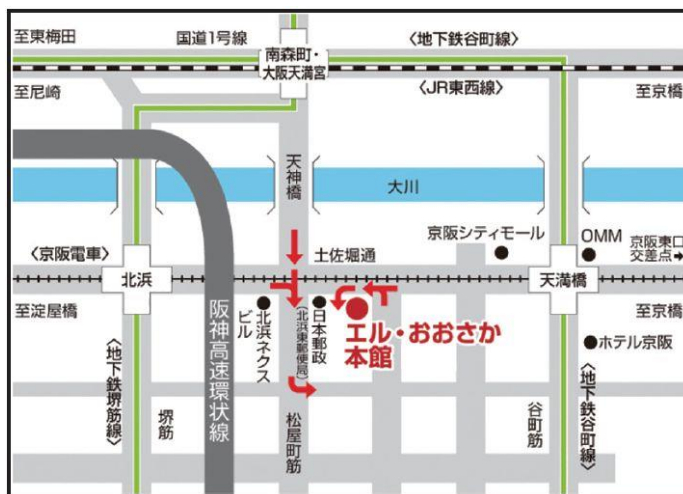 至東梅田
国道1号線
〈地下鉄谷町線〉
南森町・
大阪天満宮
至尼崎
〈JR東西線〉
至京橋
天神橋
大川
京阪シティモール
OMM
京阪東口
交差点➡
〈京阪電車〉
土佐堀通
北浜
天満橋
至淀屋橋
至京橋
阪神高速環状線
北浜ネクス
ビル
日本郵政
(北浜東郵便局)
エル・おおさか
本館
ホテル京阪
〈地下鉄堺筋線〉
堺筋
松屋町筋
谷町筋
〈地下鉄谷町線〉